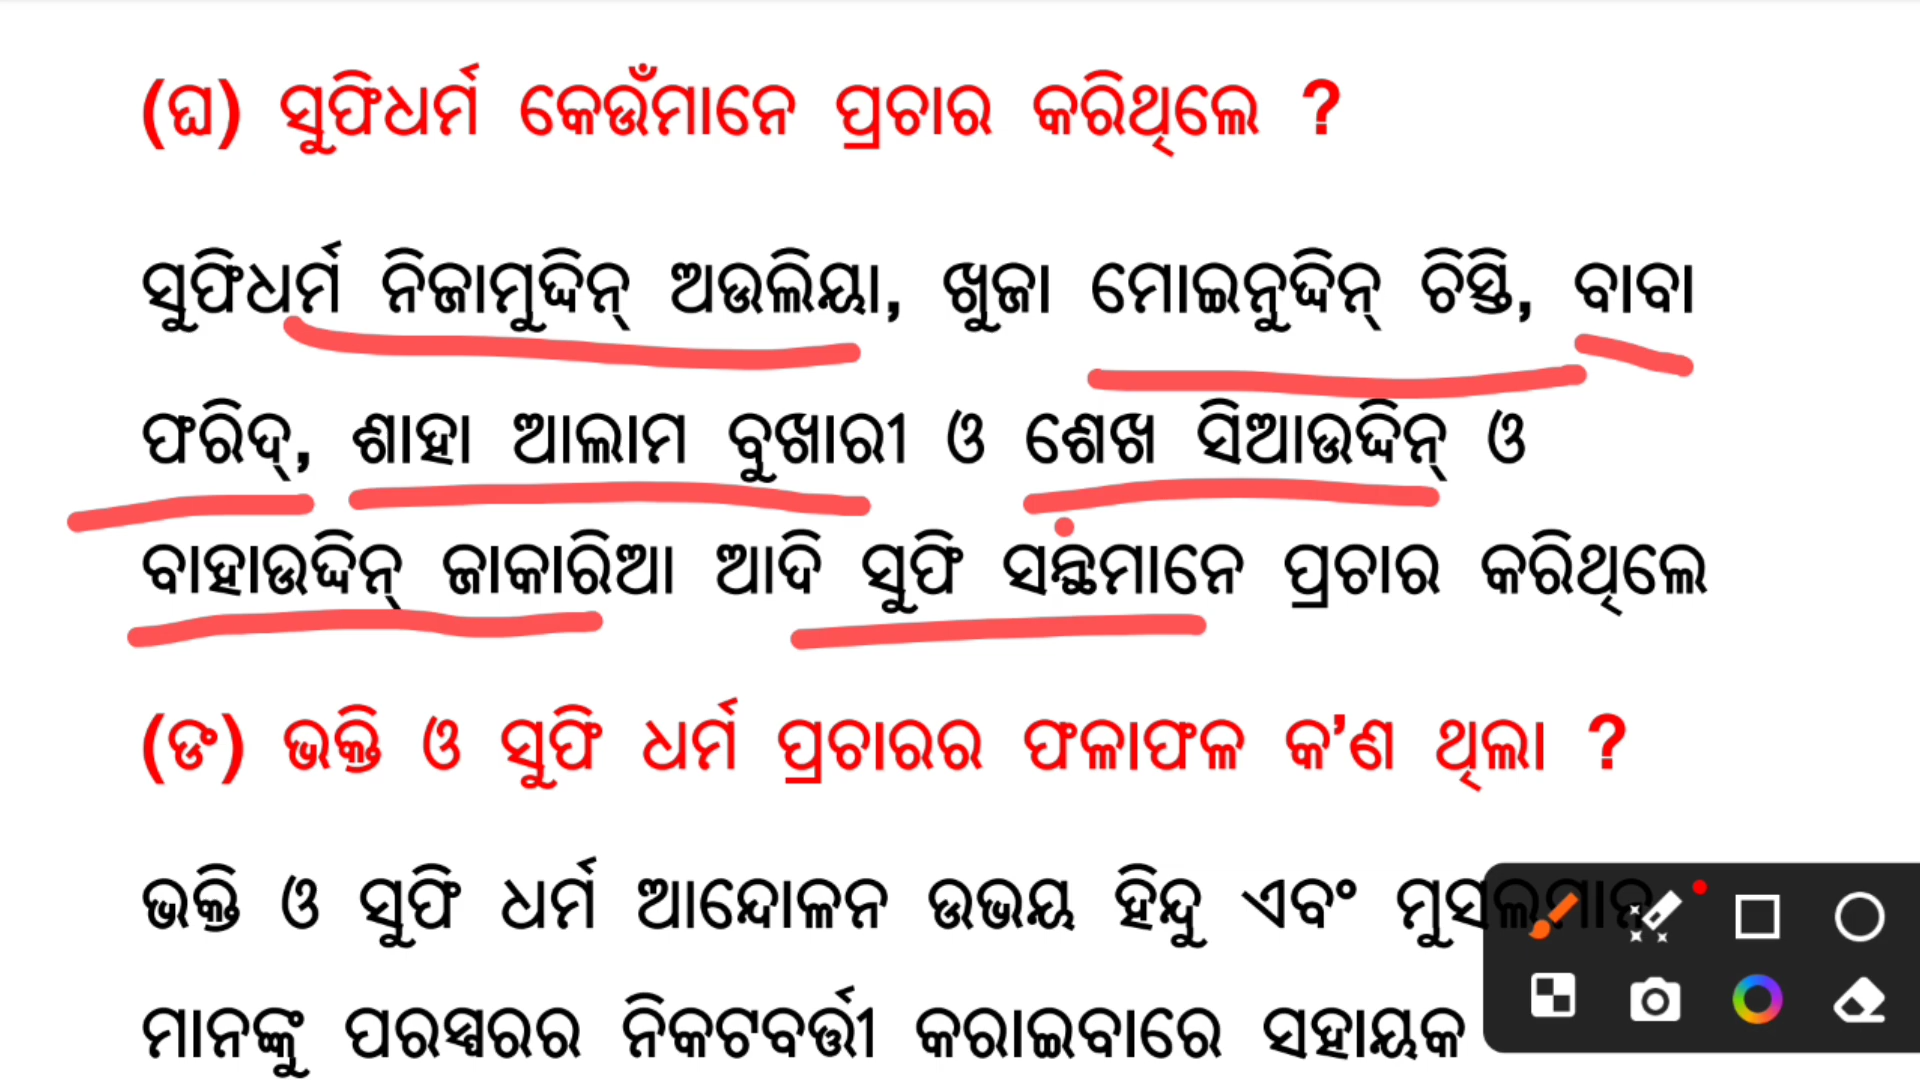 (ଘ) ସୁଫିଧର୍ମ କେଉଁମାନେ ପ୍ରଚାର କରିଥିଲେ ?
ସୁଫିଧର୍ମ ନିଜାମୁଦ୍ଦିନ୍ ଅଉଲିୟା, ଖୁଜା ମୋଇନୁଦ୍ଦିନ୍ ଚିସ୍ତି, ବାବା
ଫରିଦ୍, ଶାହା ଆଲାମ ବୁଖାରୀ ଓ ଶେଖ ସିଆଉଦ୍ଦିନ୍ ଓ
ବାହାଉଦ୍ଦିନ୍ ଜାକାରିଆ ଆଦି ସୁଫି ସନ୍ଥମାନେ ପ୍ରଚାର କରିଥିଲେ
(ଙ) ଭକ୍ତି ଓ ସୁଫି ଧର୍ମ ପ୍ରଚାରର ଫଳାଫଳ କ’ଣ ଥିଲା ?
ଭକ୍ତି ଓ ସୁଫି ଧର୍ମ ଆନ୍ଦୋଳନ ଉଭୟ ହିନ୍ଦୁ ଏବଂ ମୁସଲମାନ
ମାନଙ୍କୁ ପରସ୍ପରର ନିକଟବର୍ତ୍ତୀ କରାଇବାରେ ସହାୟକ